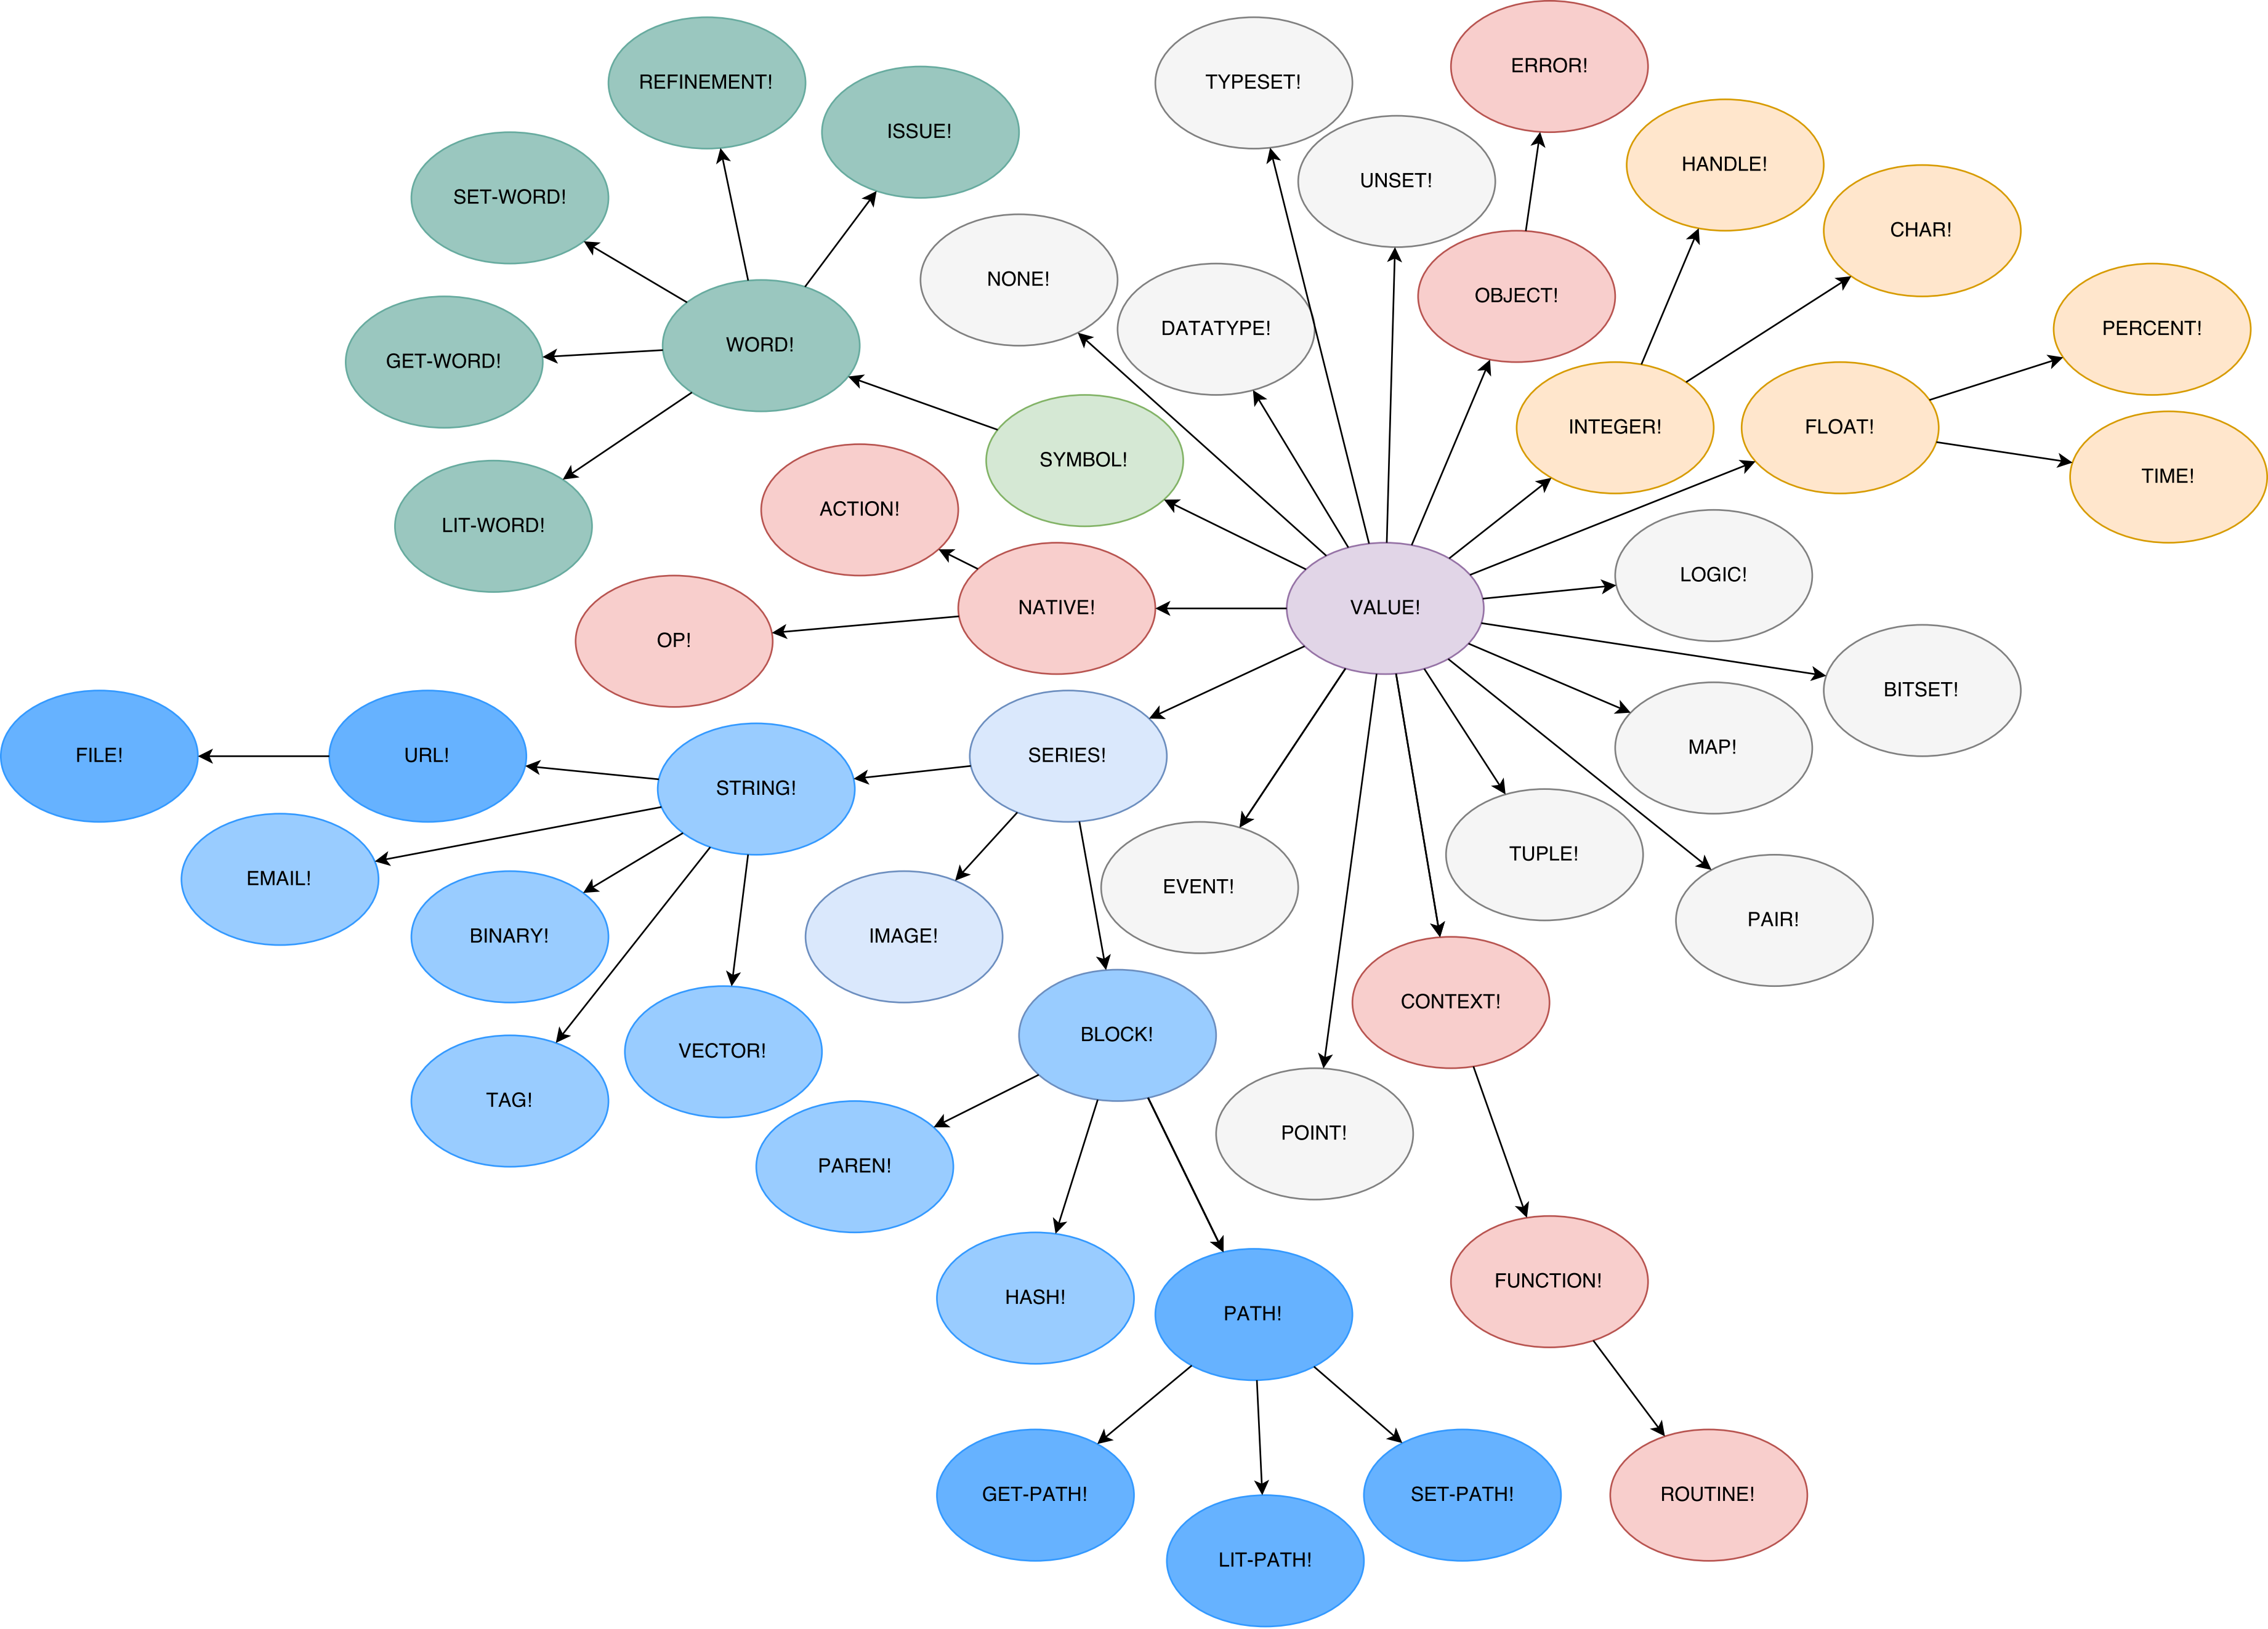 ERROR!
REFINEMENT!
TYPESET!
ISSUE!
HANDLE!
UNSET!
SET-WORD!
CHAR!
NONE!
OBJECT!
DATATYPE!
PERCENT!
WORD!
GET-WORD!
INTEGER!
FLOAT!
SYMBOL!
TIME!
ACTION!
LIT-WORD!
LOGIC!
NATIVE!
VALUE!
OP!
BITSET!
MAP!
FILE!
URL!
SERIES!
STRING!
TUPLE!
EMAIL!
EVENT!
PAIR!
BINARY!
IMAGE!
CONTEXT!
BLOCK!
VECTOR!
TAG!
POINT!
PAREN!
FUNCTION!
HASH!
PATH!
GET-PATH!
SET-PATH!
ROUTINE!
LIT-PATH!